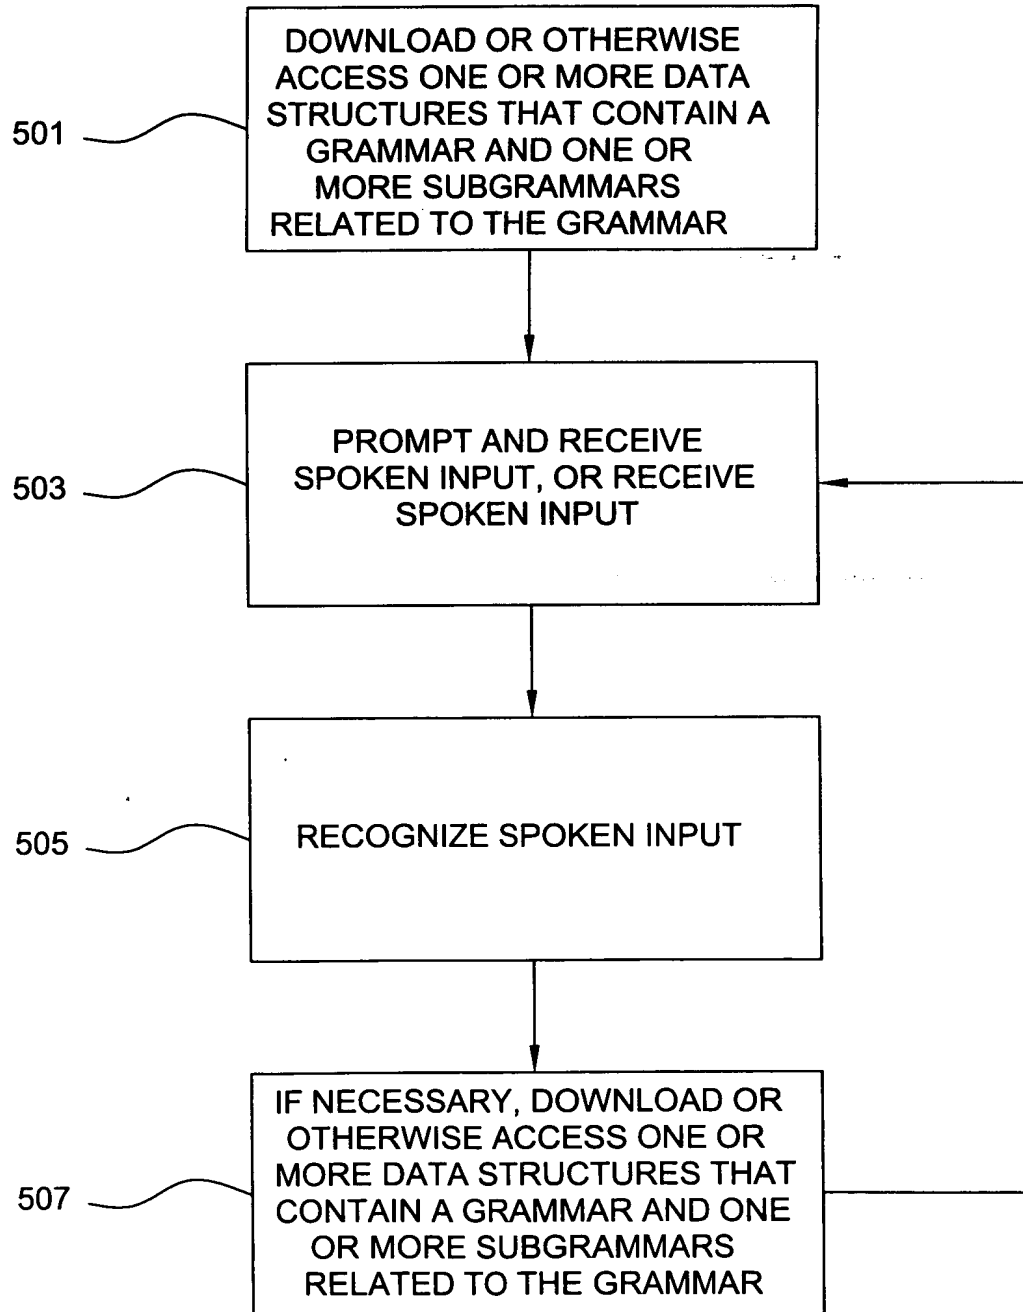 501
DOWNLOAD OR OTHERWISE
ACCESS ONE OR MORE DATA
STRUCTURES THAT CONTAIN A
GRAMMAR AND ONE OR
MORE SUBGRAMMARS
RELATED TO THE GRAMMAR
503
PROMPT AND RECEIVE
SPOKEN INPUT, OR RECEIVE
SPOKEN INPUT
505
RECOGNIZE SPOKEN INPUT
507
IF NECESSARY, DOWNLOAD OR
OTHERWISE ACCESS ONE OR
MORE DATA STRUCTURES THAT
CONTAIN A GRAMMAR AND ONE
OR MORE SUBGRAMMARS
RELATED TO THE GRAMMAR